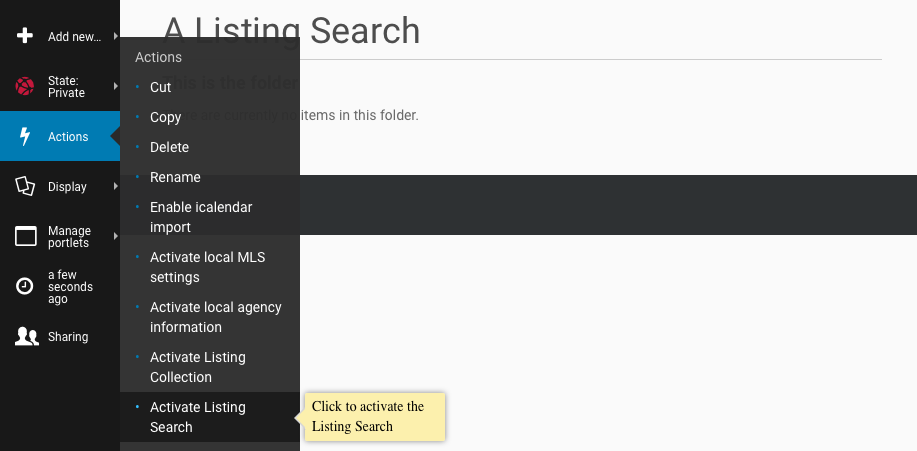 A Listing Search
Add new...
State:
Private
Actions
Display
Manage
portlets
a few
seconds
ago
Sharing
Actions
Cut
Copy
Delete
Rename
Enable icalendar
import
Activate local MLS
settings
Activate local agency
information
Activate Listing
Collection
Activate Listing
Search
This is the folder
There are currently no items in this folder.
Click to activate the
Listing Search